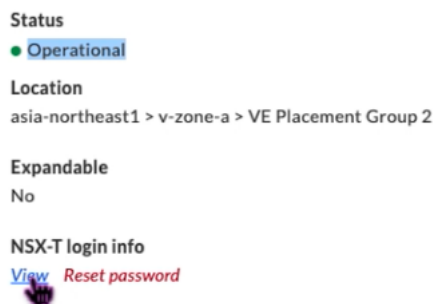 Status
Operational
Location
asia-northeast1 > v-zone-a > VE Placement Group 2
Expandable
No
NSX-T login info
View Reset password